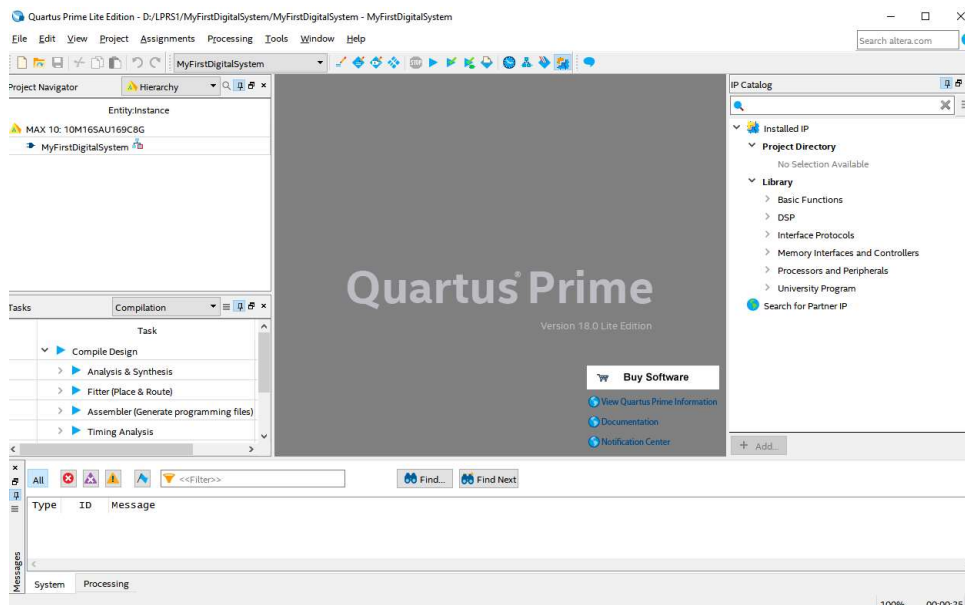 Quartus Prime Lite Edition - D:/LPRS1/MyFirstDigitalSystem/MyFirstDigitalSystem - MyFirstDigitalSystem
File Edit View Project Assignments Processing Tools Window Help
Search altera.com
MyFirstDigitalSystem
STOP
Project Navigator
Hierarchy
Entity:Instance
MAX 10: 10M16SAU169C8G
MyFirstDigitalSystem
Tasks
Compilation
Task
Compile Design
Analysis & Synthesis
Fitter (Place & Route)
Assembler (Generate programming files)
Timing Analysis
Quartus® Prime
Version 18.0 Lite Edition
Buy Software
View Quartus Prime Information
Documentation
Notification Center
IP Catalog
Installed IP
Project Directory
No Selection Available
Library
Basic Functions
DSP
Interface Protocols
Memory Interfaces and Controllers
Processors and Peripherals
University Program
Search for Partner IP
+ Add...
All
<<Filter>>
Find...
Find Next
Type ID Message
Messages
System Processing
100% 00:00:25